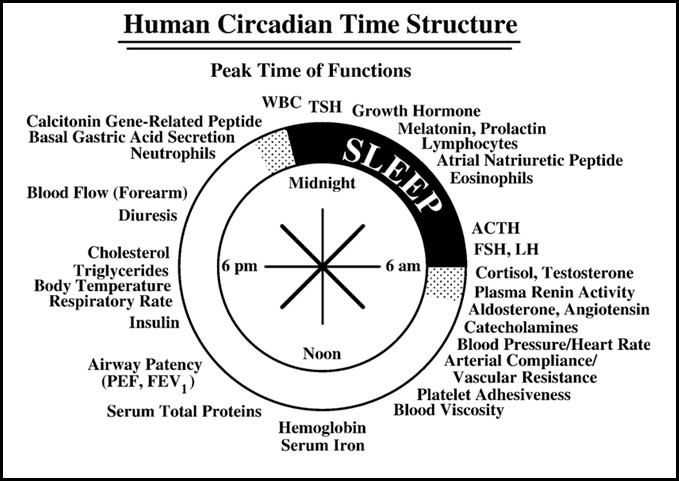 Human Circadian Time Structure
Peak Time of Functions
WBC
TSH
Growth Hormone
Melatonin, Prolactin
Lymphocytes
Atrial Natriuretic Peptide
Eosinophils
ACTH
FSH, LH
Cortisol, Testosterone
Plasma Renin Activity
Aldosterone, Angiotensin
Catecholamines
Blood Pressure/Heart Rate
Arterial Compliance/
Vascular Resistance
Platelet Adhesiveness
Blood Viscosity
Hemoglobin
Serum Iron
Serum Total Proteins
Airway Patency
(PEF, FEV1)
Insulin
Cholesterol
Triglycerides
Body Temperature
Respiratory Rate
Blood Flow (Forearm)
Diuresis
Calcitonin Gene-Related Peptide
Basal Gastric Acid Secretion
Neutrophils
SLEEP
Midnight
6 pm
6 am
Noon